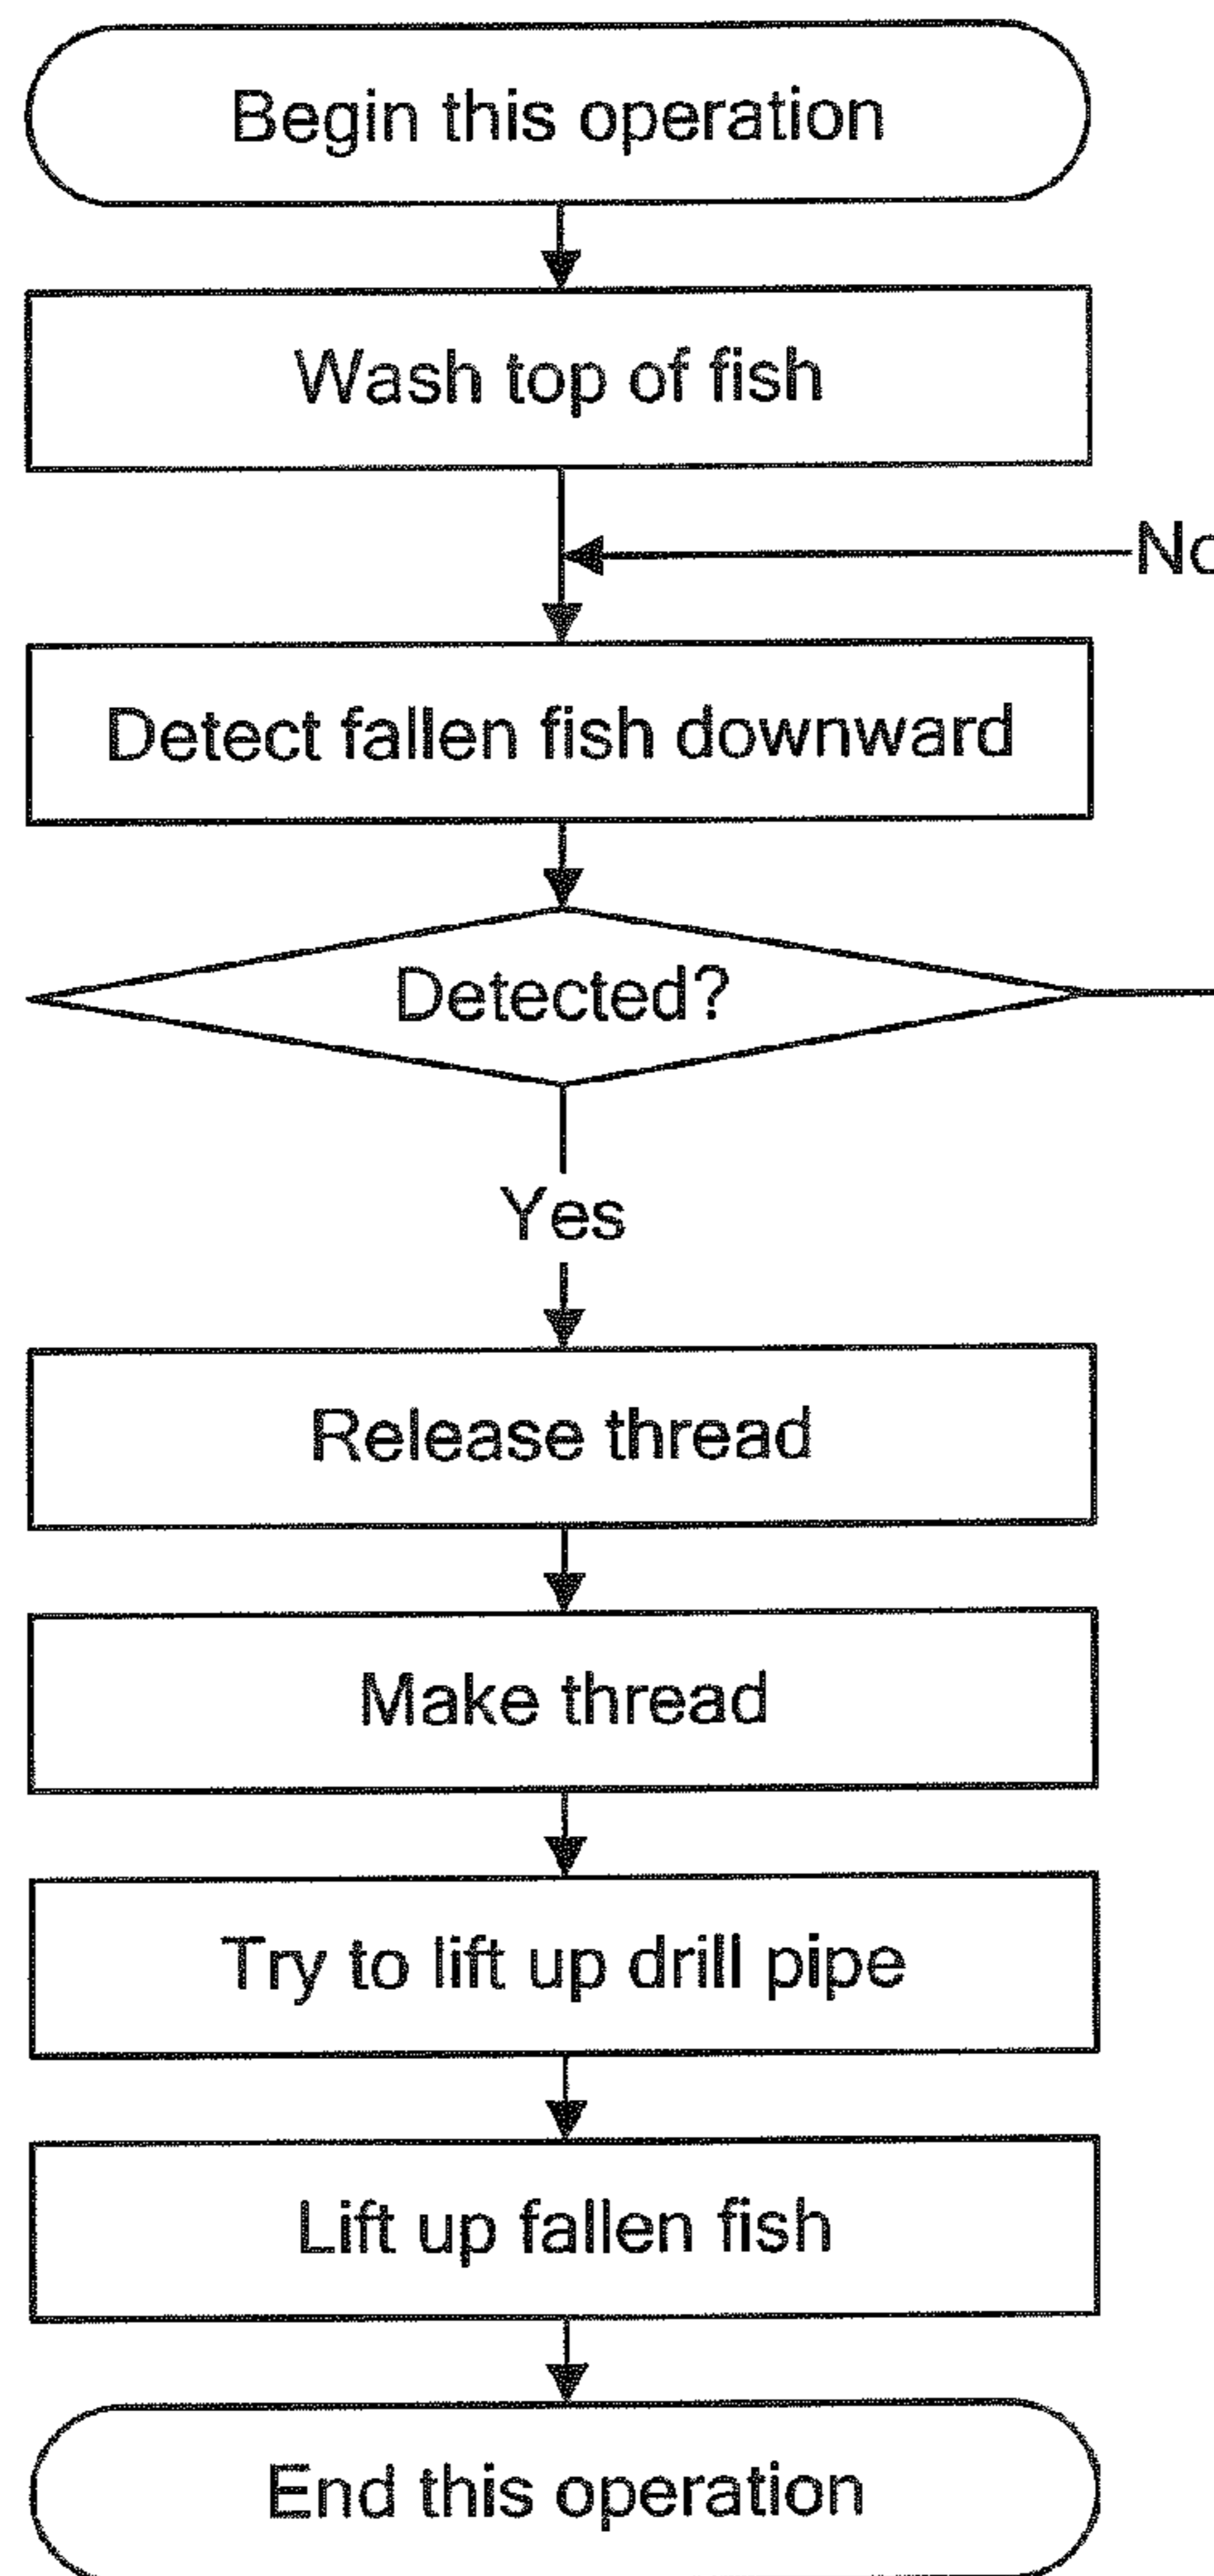 Begin this operation
Wash top of fish
No
Detect fallen fish downward
Detected?
Yes
Release thread
Make thread
Try to lift up drill pipe
Lift up fallen fish
End this operation